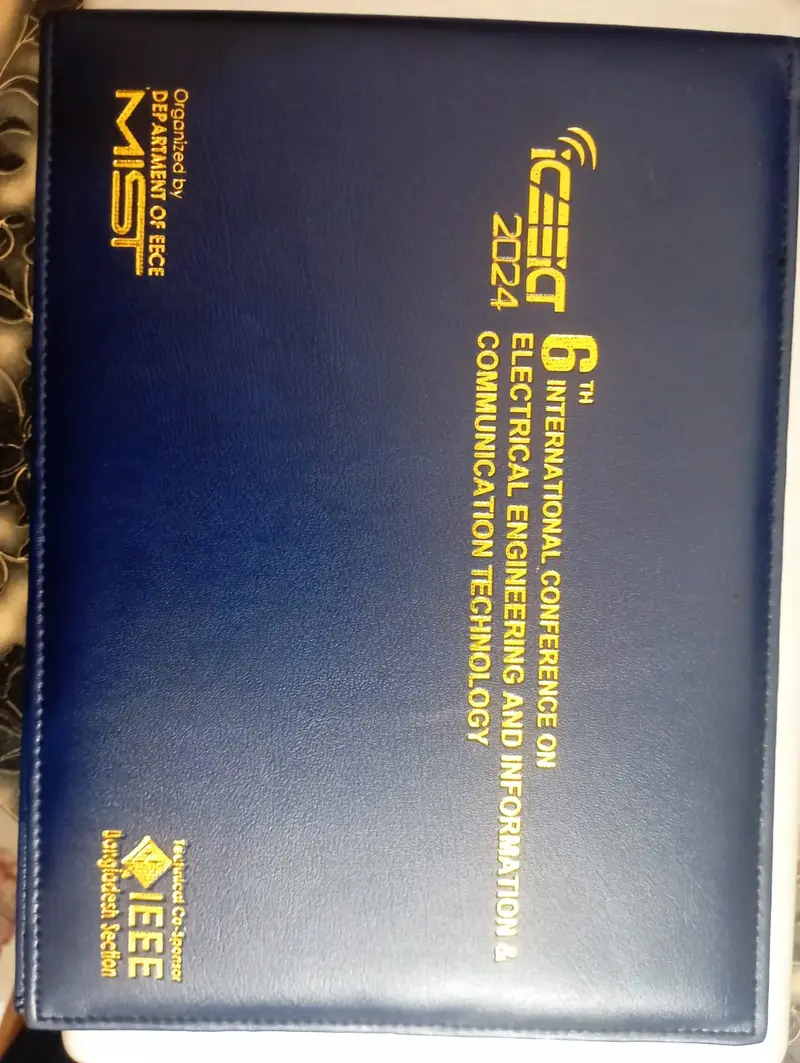 iCEEiCT
2024
6TH INTERNATIONAL CONFERENCE ON
ELECTRICAL ENGINEERING AND INFORMATION &
COMMUNICATION TECHNOLOGY
Organized by
DEPARTMENT OF EECE
MIST
Technical Co-Sponsor
IEEE
Bangladesh Section